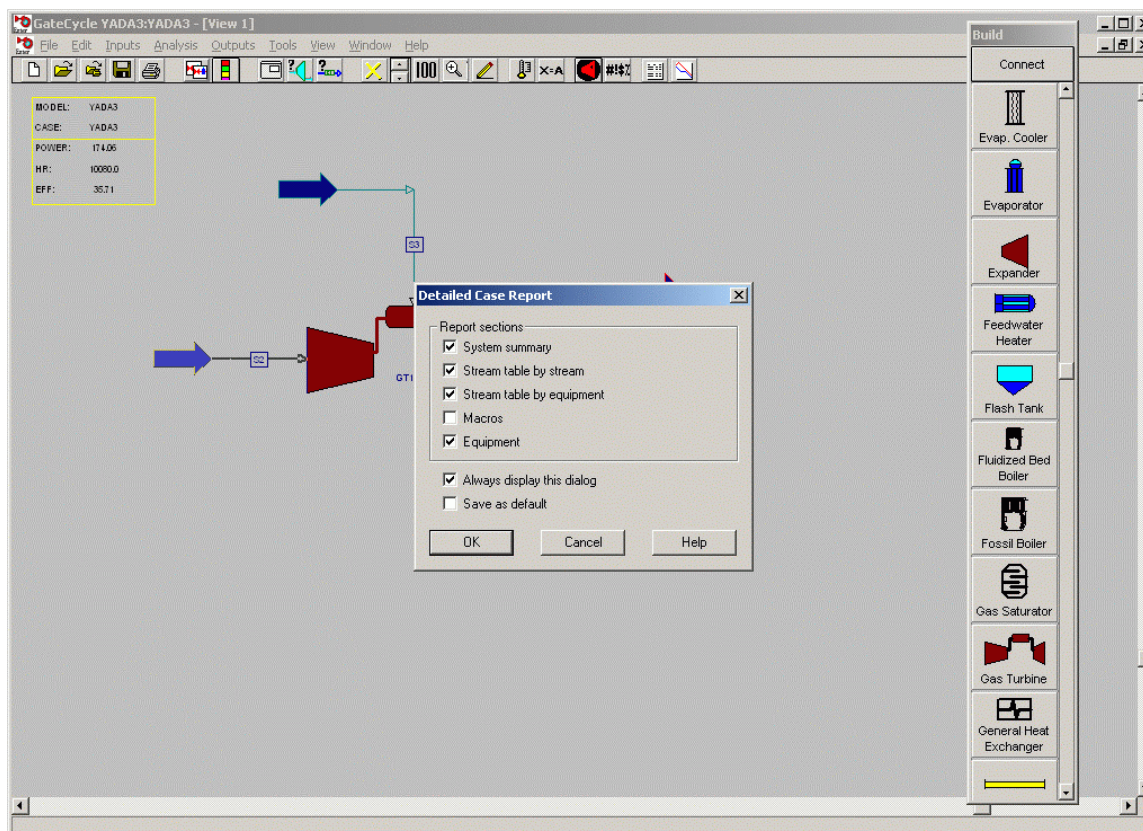 GateCycle YADA3:YADA3 - [View 1]
File Edit Inputs Analysis Outputs Tools View Window Help
100 X=A #!$%
MODEL: YADA3
CASE: YADA3
POWER: 174.06
HR: 10080.0
EFF: 35.71
S3
S2
GT1
Detailed Case Report
Report sections
System summary
Stream table by stream
Stream table by equipment
Macros
Equipment
Always display this dialog
Save as default
OK Cancel Help
Build
Connect
Evap. Cooler
Evaporator
Expander
Feedwater
Heater
Flash Tank
Fluidized Bed
Boiler
Fossil Boiler
Gas Saturator
Gas Turbine
General Heat
Exchanger